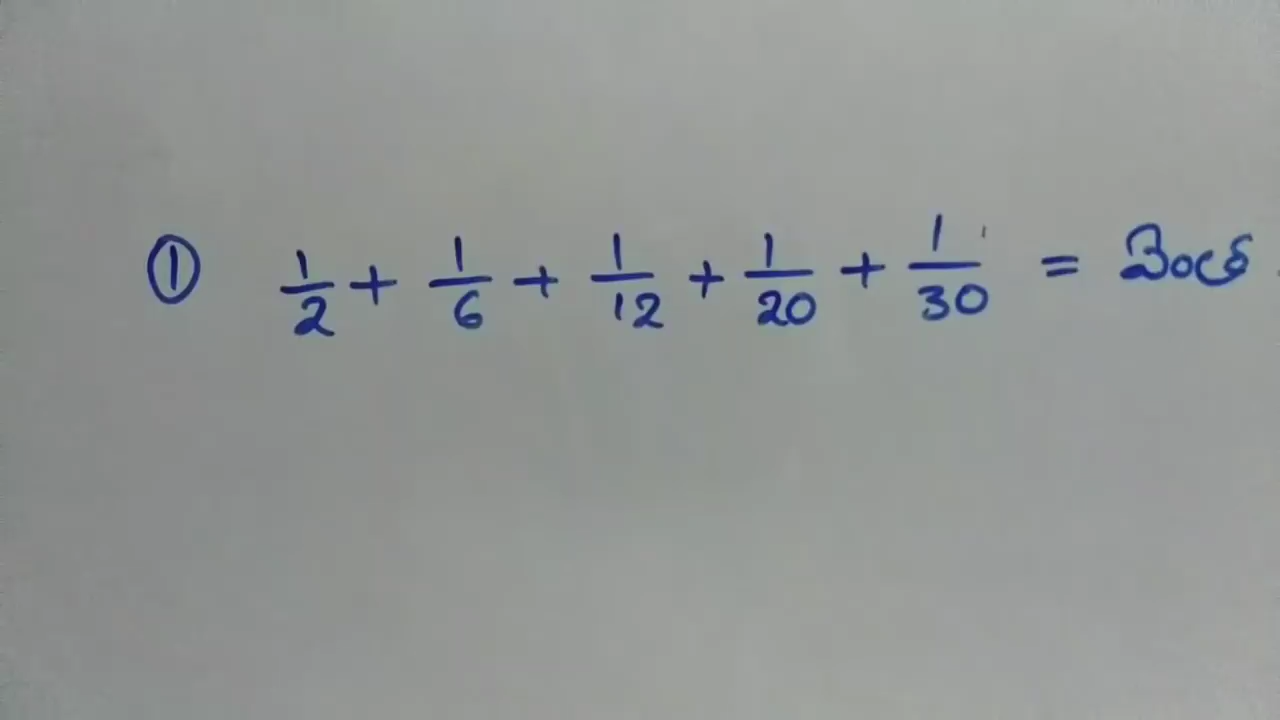 ① 1/2 + 1/6 + 1/12 + 1/20 + 1/30 =